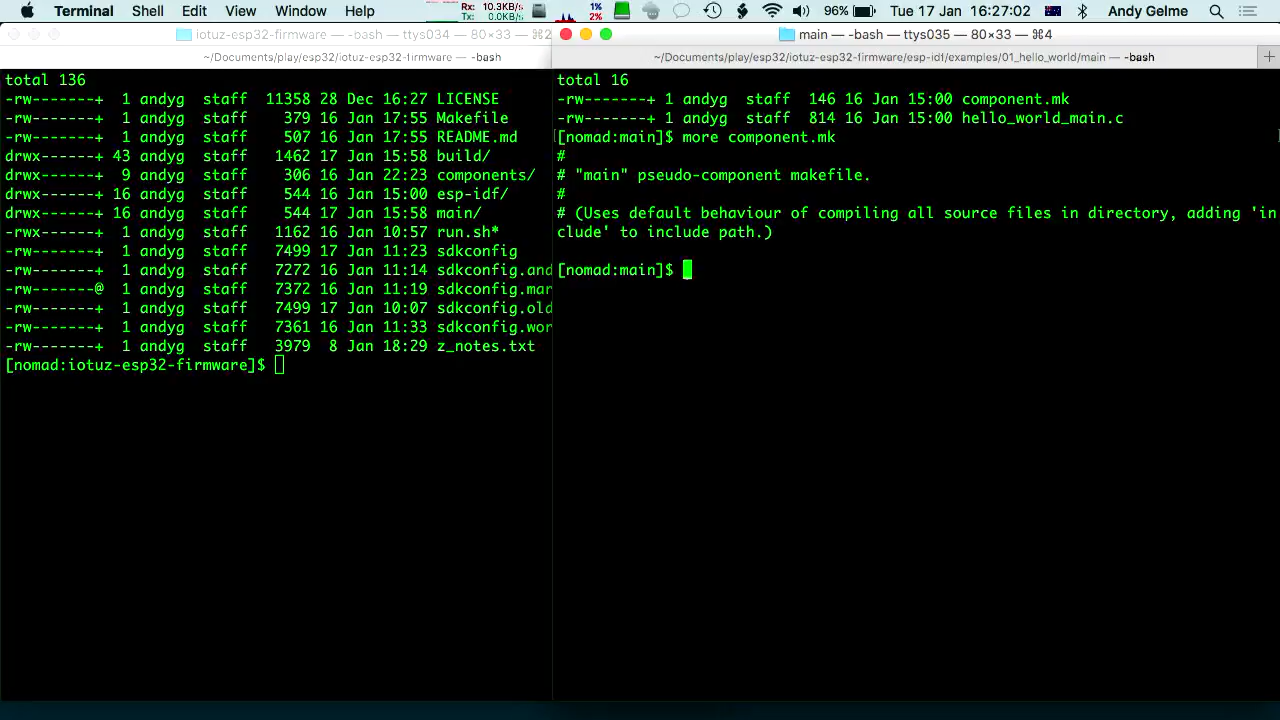 Terminal Shell Edit View Window Help Rx: 10.3KB/s Tx: 0.0KB/s 1% 2% 96% Tue 17 Jan 16:27:02 Andy Gelme
iotuz-esp32-firmware — -bash — ttys034 — 80×33 — ⌘2
~/Documents/play/esp32/iotuz-esp32-firmware — -bash
total 136
-rw-------+ 1 andyg staff 11358 28 Dec 16:27 LICENSE
-rw-------+ 1 andyg staff 379 16 Jan 17:55 Makefile
-rw-------+ 1 andyg staff 507 16 Jan 17:55 README.md
drwx------+ 43 andyg staff 1462 17 Jan 15:58 build/
drwx------+ 9 andyg staff 306 16 Jan 22:23 components/
drwx------+ 16 andyg staff 544 16 Jan 15:00 esp-idf/
drwx------+ 16 andyg staff 544 17 Jan 15:58 main/
-rwx------+ 1 andyg staff 1162 16 Jan 10:57 run.sh*
-rw-------+ 1 andyg staff 7499 17 Jan 11:23 sdkconfig
-rw-------+ 1 andyg staff 7272 16 Jan 11:14 sdkconfig.and
-rw-------@ 1 andyg staff 7372 16 Jan 11:19 sdkconfig.mar
-rw-------+ 1 andyg staff 7499 17 Jan 10:07 sdkconfig.old
-rw-------+ 1 andyg staff 7361 16 Jan 11:33 sdkconfig.wor
-rw-------+ 1 andyg staff 3979 8 Jan 18:29 z_notes.txt
[nomad:iotuz-esp32-firmware]$
main — -bash — ttys035 — 80×33 — ⌘4
~/Documents/play/esp32/iotuz-esp32-firmware/esp-idf/examples/01_hello_world/main — -bash
total 16
-rw-------+ 1 andyg staff 146 16 Jan 15:00 component.mk
-rw-------+ 1 andyg staff 814 16 Jan 15:00 hello_world_main.c
[nomad:main]$ more component.mk
#
# "main" pseudo-component makefile.
#
# (Uses default behaviour of compiling all source files in directory, adding 'in
clude' to include path.)
[nomad:main]$